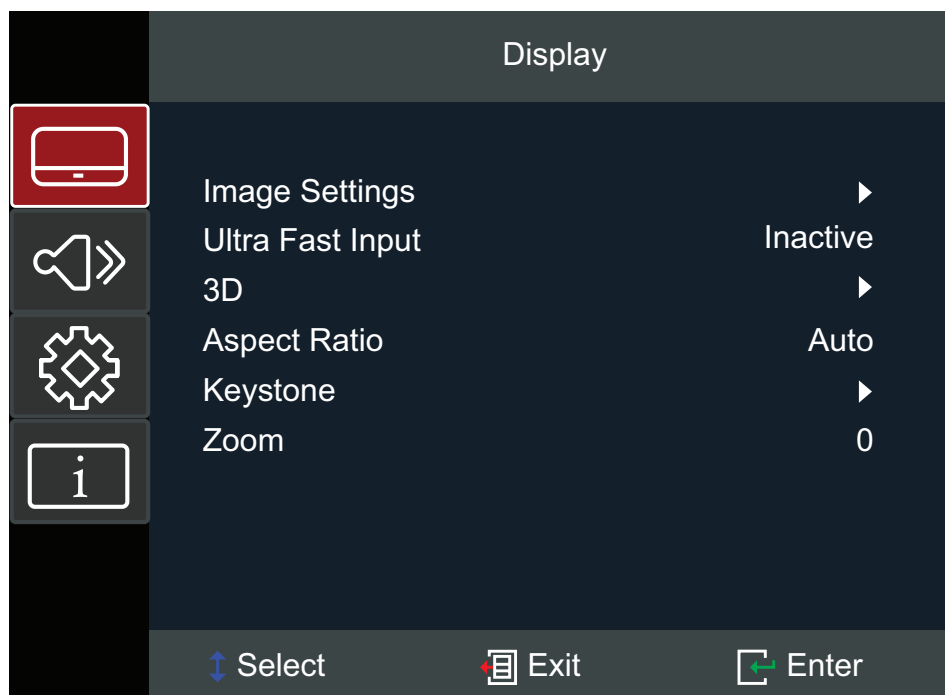 Display
Image Settings
Ultra Fast Input Inactive
3D
Aspect Ratio Auto
Keystone
Zoom 0
i
Select Exit Enter